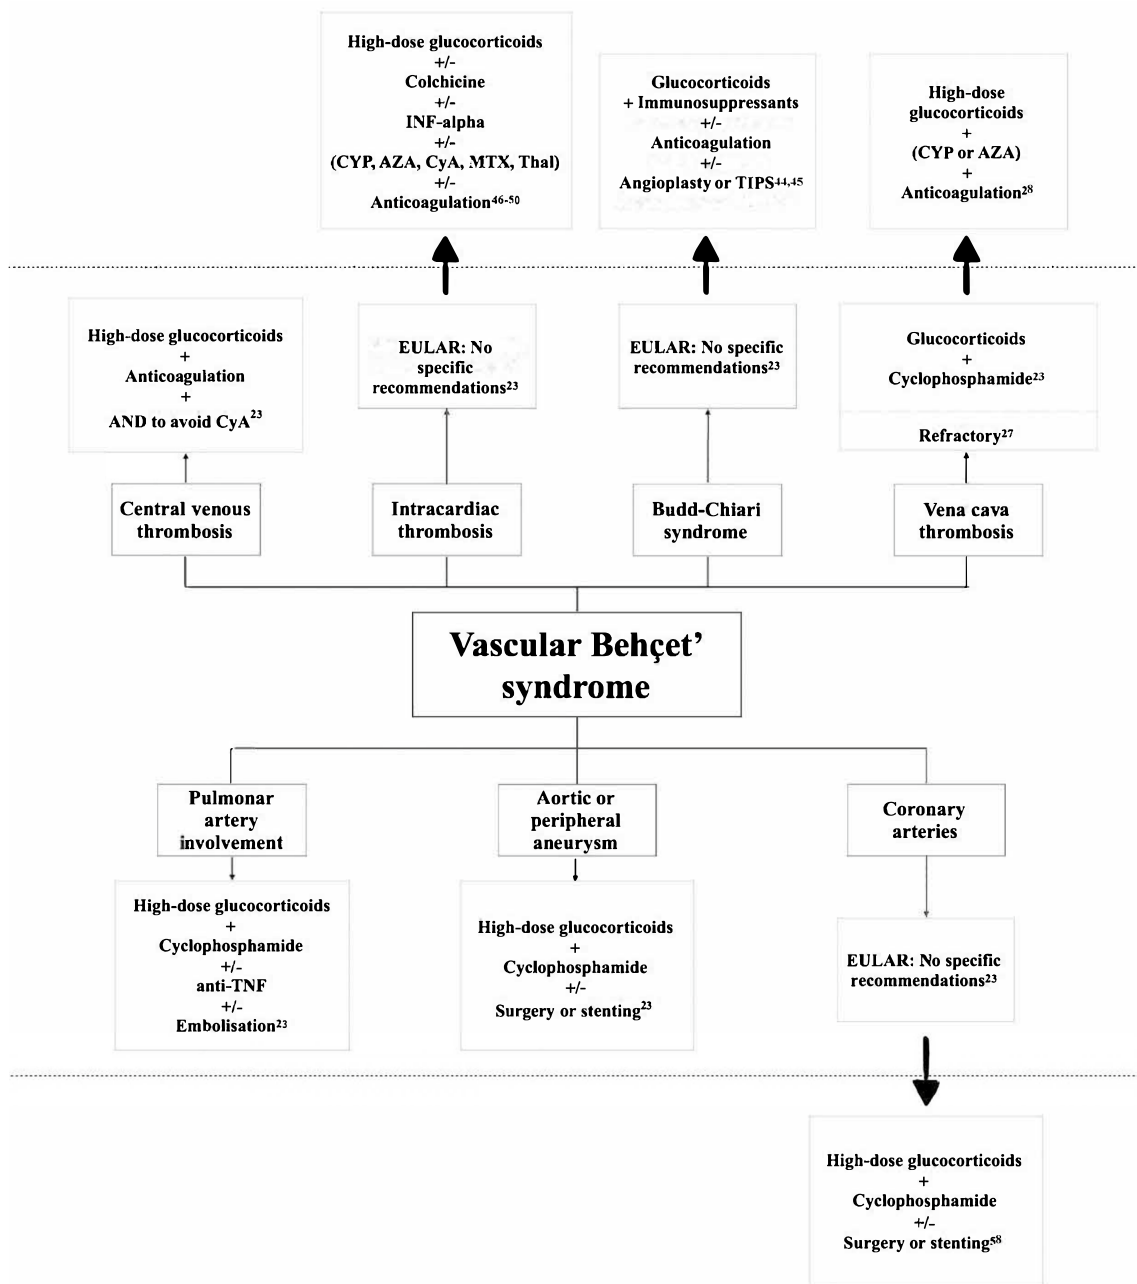 High-dose glucocorticoids
+/-
Colchicine
+/-
INF-alpha
+/-
(CYP, AZA, CyA, MTX, Thal)
+/-
Anticoagulation46-50
Glucocorticoids
+ Immunosuppressants
+/-
Anticoagulation
+/-
Angioplasty or TIPS44,45
High-dose
glucocorticoids
+
(CYP or AZA)
+
Anticoagulation28
High-dose glucocorticoids
+
Anticoagulation
+
AND to avoid CyA23
EULAR: No
specific
recommendations23
EULAR: No specific
recommendations23
Glucocorticoids
+
Cyclophosphamide23
Refractory27
Central venous
thrombosis
Intracardiac
thrombosis
Budd-Chiari
syndrome
Vena cava
thrombosis
Vascular Behçet’
syndrome
Pulmonar
artery
involvement
Aortic or
peripheral
aneurysm
Coronary
arteries
High-dose glucocorticoids
+
Cyclophosphamide
+/-
anti-TNF
+/-
Embolisation23
High-dose glucocorticoids
+
Cyclophosphamide
+/-
Surgery or stenting23
EULAR: No specific
recommendations23
High-dose glucocorticoids
+
Cyclophosphamide
+/-
Surgery or stenting58